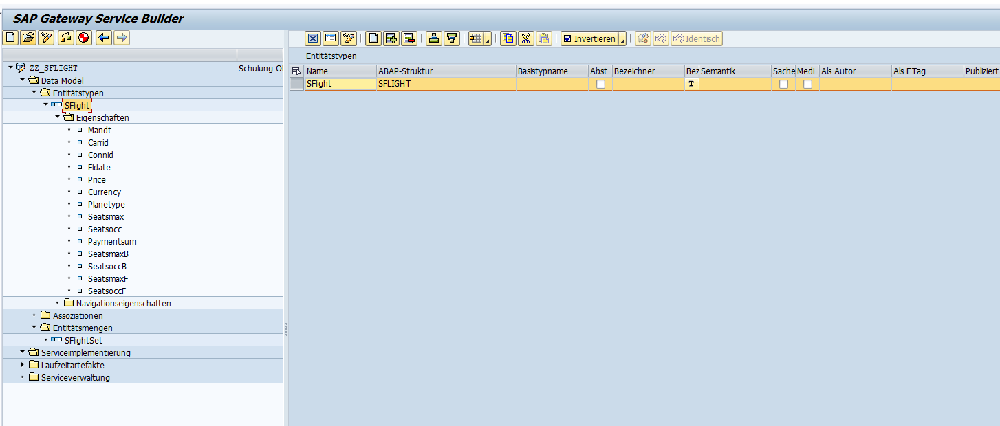 SAP Gateway Service Builder
Invertieren
Identisch
Entitätstypen
Name ABAP-Struktur Basistypname Abst.. Bezeichner Bez Semantik Sache Medi.. Als Autor Als ETag Publiziert
SFlight SFLIGHT T
ZZ_SFLIGHT Schulung O
Data Model
Entitätstypen
SFlight
Eigenschaften
Mandt
Carrid
Connid
Fldate
Price
Currency
Planetype
Seatsmax
Seatsocc
Paymentsum
SeatsmaxB
SeatsoccB
SeatsmaxF
SeatsoccF
Navigationseigenschaften
Assoziationen
Entitätsmengen
SFlightSet
Serviceimplementierung
Laufzeitartefakte
Serviceverwaltung